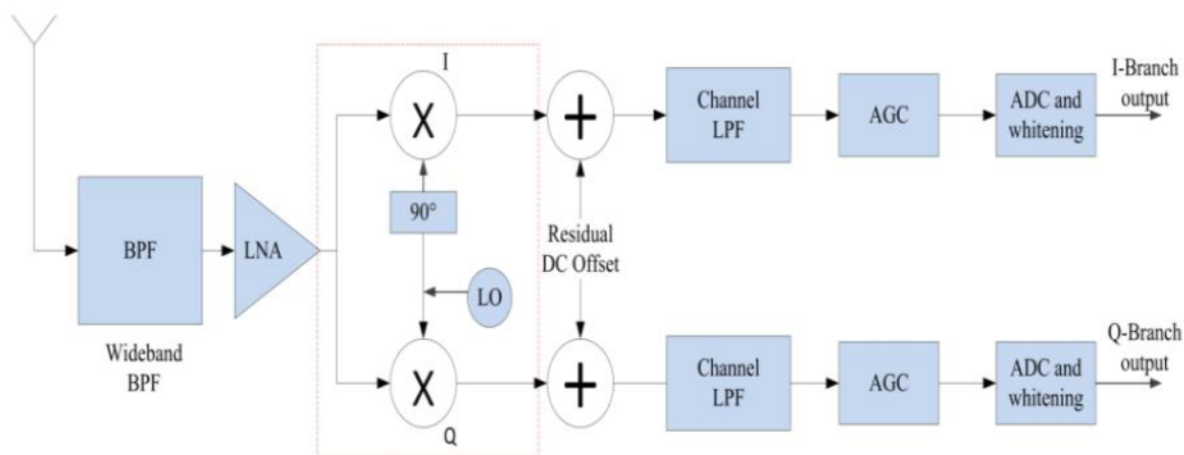 I
X
+
Channel
LPF
AGC
ADC and
whitening
I-Branch
output
90°
BPF
Wideband
BPF
LNA
LO
Residual
DC Offset
X
Q
+
Channel
LPF
AGC
ADC and
whitening
Q-Branch
output